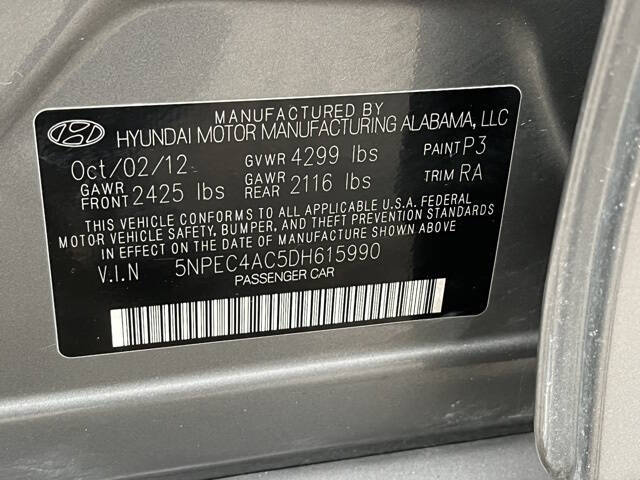 MANUFACTURED BY
HYUNDAI MOTOR MANUFACTURING ALABAMA, LLC
Oct/02/12 GVWR 4299 lbs PAINT P3
GAWR FRONT 2425 lbs GAWR REAR 2116 lbs TRIM RA
THIS VEHICLE CONFORMS TO ALL APPLICABLE U.S.A. FEDERAL
MOTOR VEHICLE SAFETY, BUMPER, AND THEFT PREVENTION STANDARDS
IN EFFECT ON THE DATE OF MANUFACTURE SHOWN ABOVE.
V.I.N 5NPEC4AC5DH615990
PASSENGER CAR